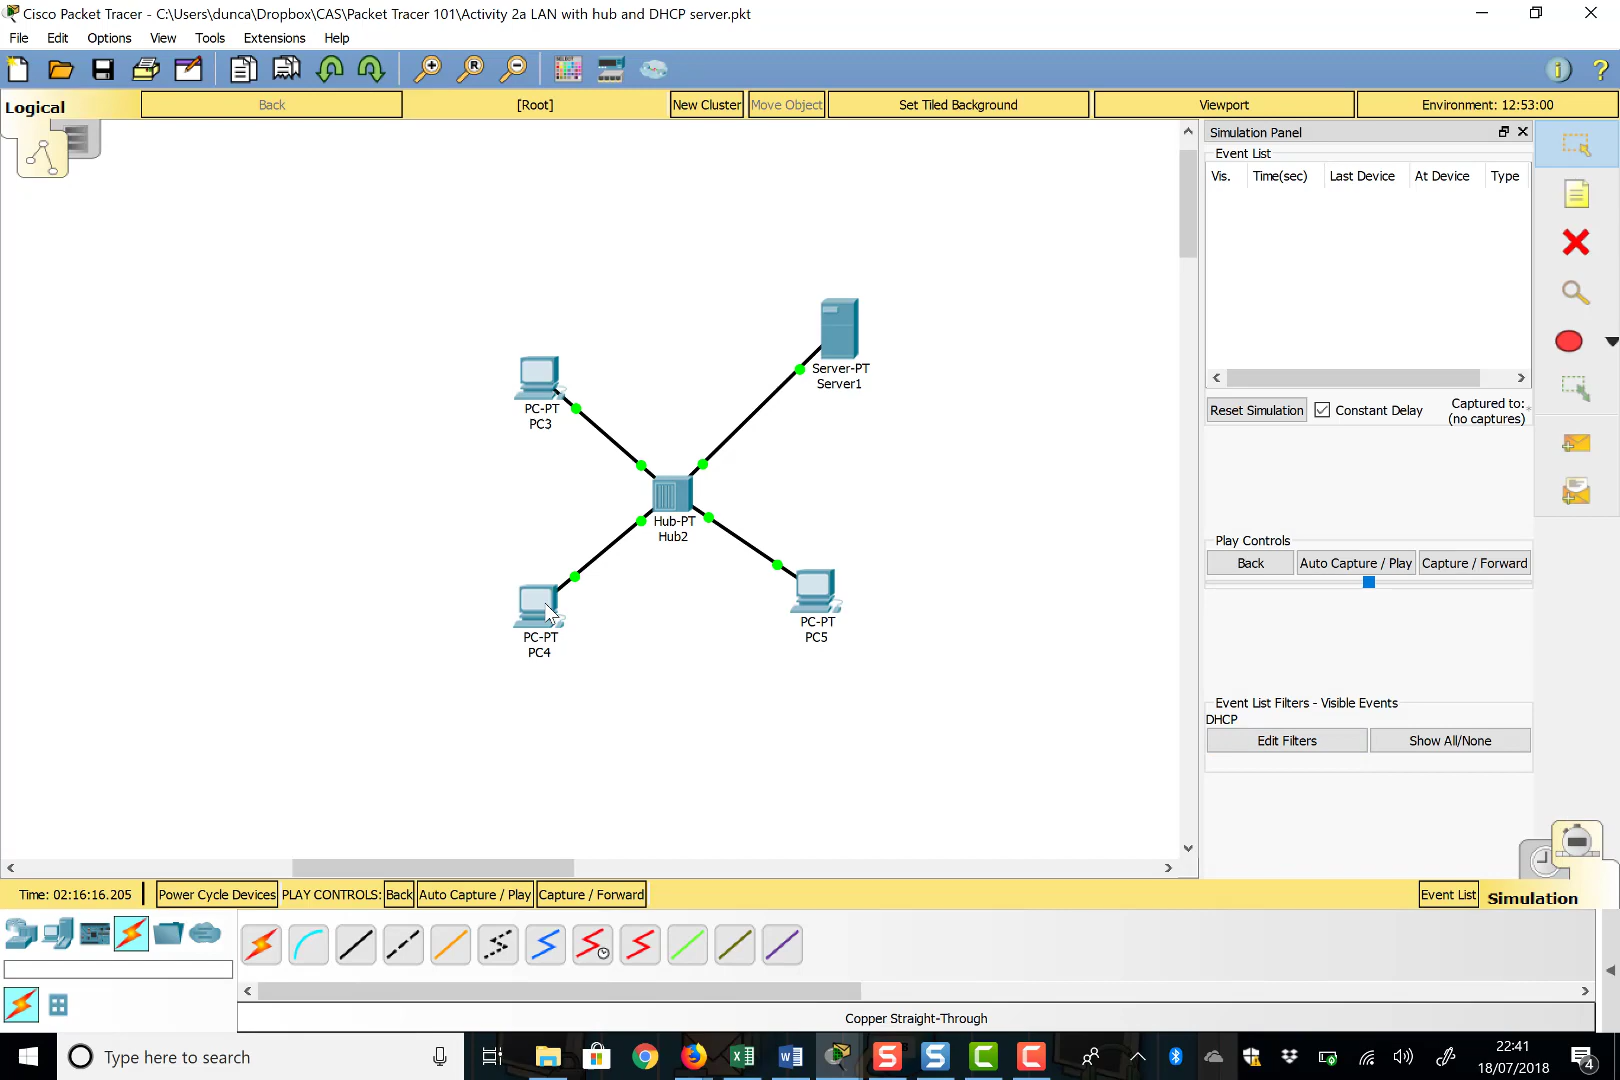 Cisco Packet Tracer - C:\Users\dunca\Dropbox\CAS\Packet Tracer 101\Activity 2a LAN with hub and DHCP server.pkt
File Edit Options View Tools Extensions Help
Logical Back [Root] New Cluster Move Object Set Tiled Background Viewport Environment: 12:53:00
Simulation Panel
Event List
Vis. Time(sec) Last Device At Device Type
Server-PT
Server1
PC-PT
PC3
Hub-PT
Hub2
PC-PT
PC4
PC-PT
PC5
Reset Simulation Constant Delay Captured to:*
(no captures)
Play Controls
Back Auto Capture / Play Capture / Forward
Event List Filters - Visible Events
DHCP
Edit Filters Show All/None
Time: 02:16:16.205 Power Cycle Devices PLAY CONTROLS: Back Auto Capture / Play Capture / Forward Event List Simulation
Copper Straight-Through
Type here to search
22:41
18/07/2018
4